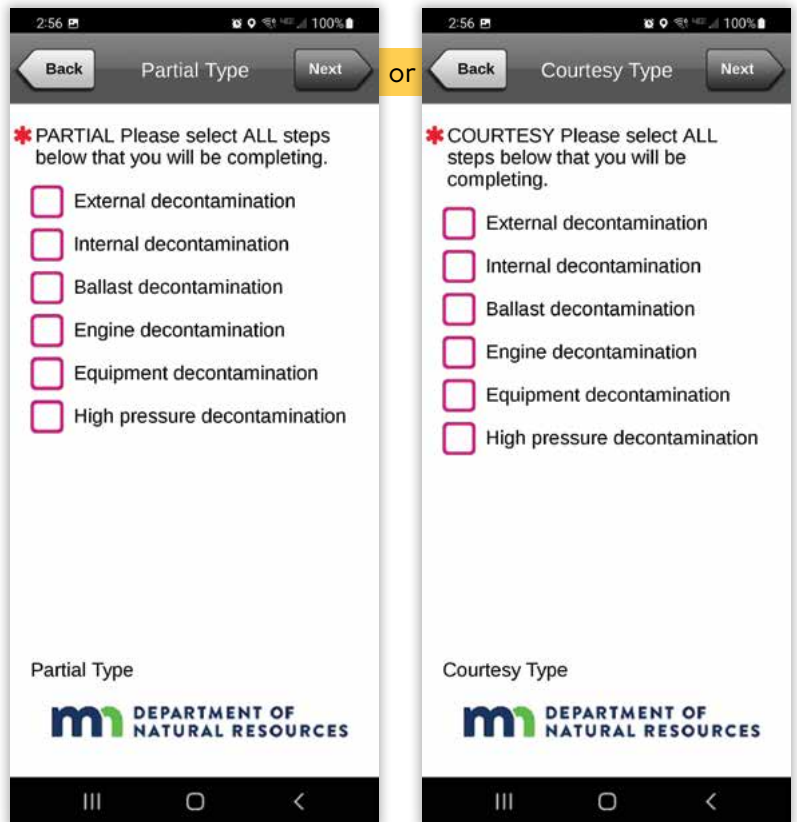 2:56
100%
Back
Partial Type
Next
PARTIAL Please select ALL steps
below that you will be completing.
External decontamination
Internal decontamination
Ballast decontamination
Engine decontamination
Equipment decontamination
High pressure decontamination
Partial Type
mn DEPARTMENT OF
NATURAL RESOURCES
or
2:56
100%
Back
Courtesy Type
Next
COURTESY Please select ALL
steps below that you will be
completing.
External decontamination
Internal decontamination
Ballast decontamination
Engine decontamination
Equipment decontamination
High pressure decontamination
Courtesy Type
mn DEPARTMENT OF
NATURAL RESOURCES